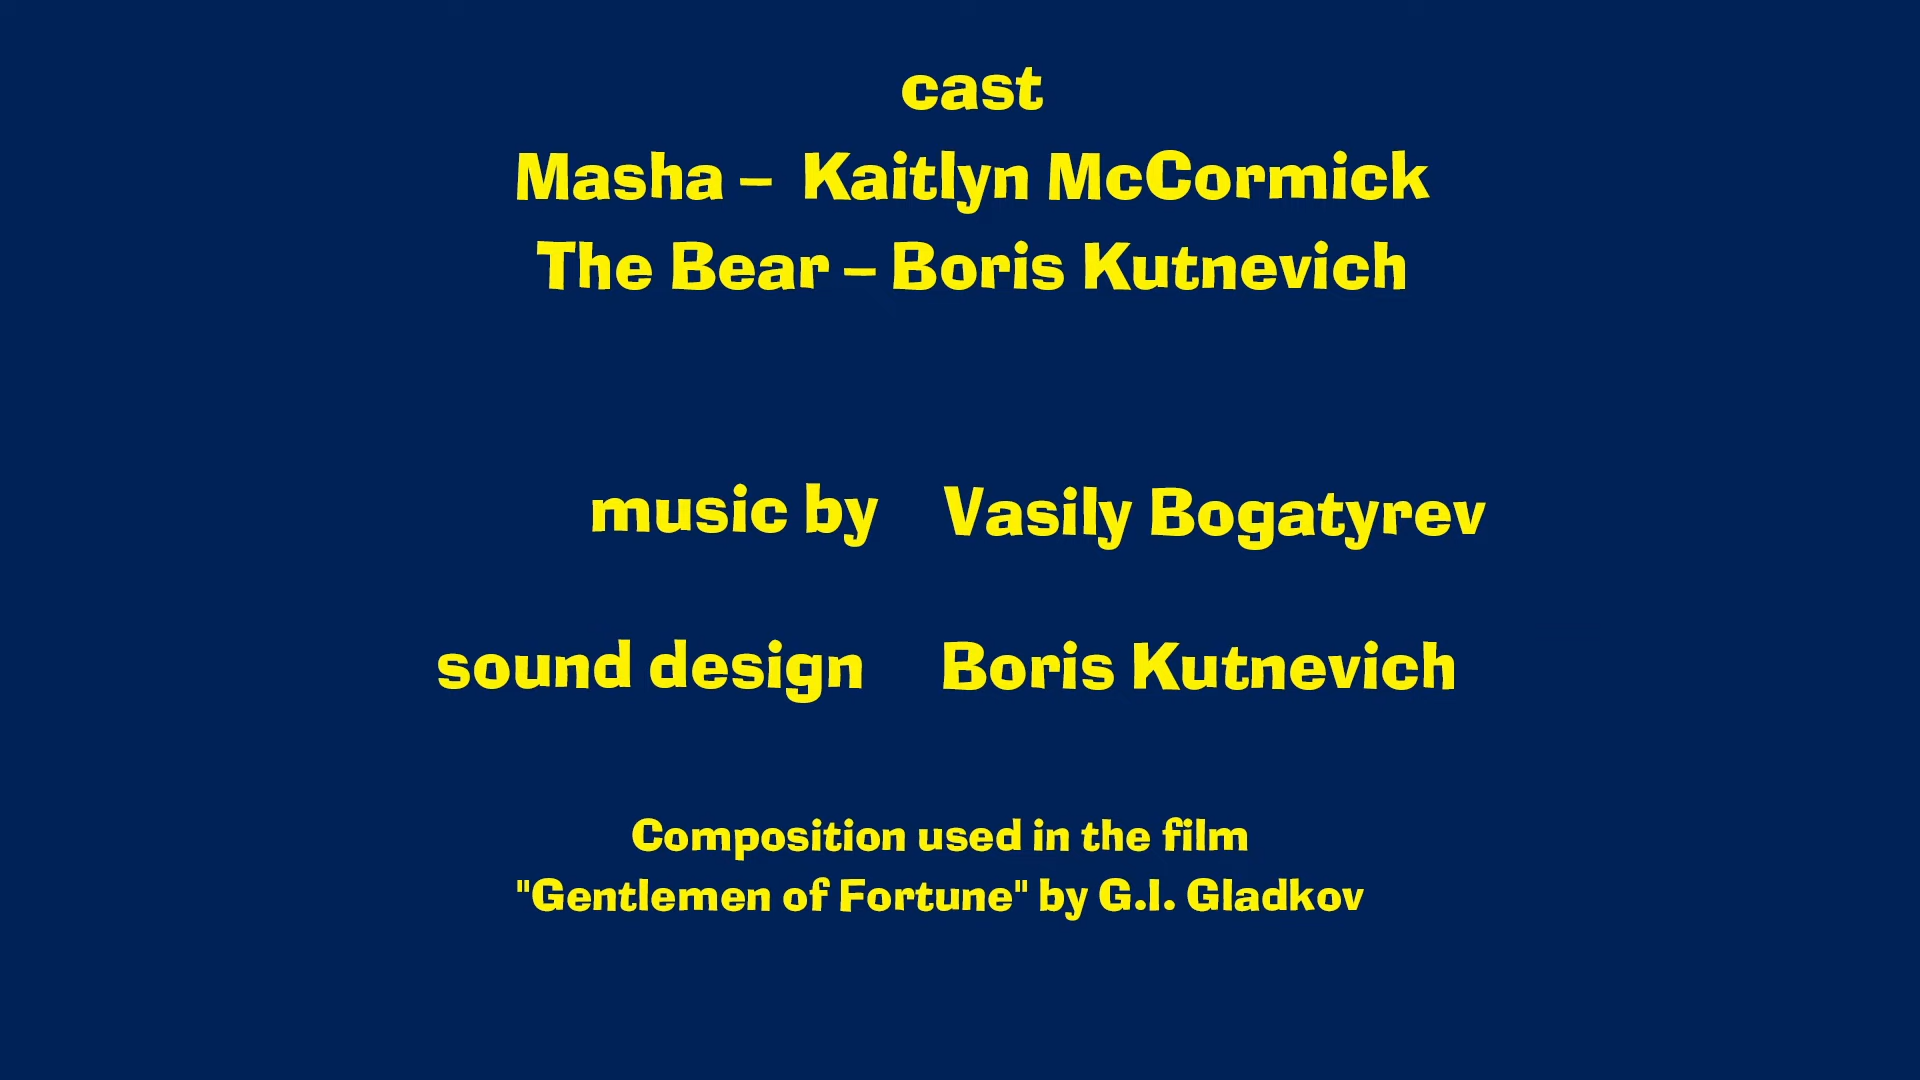 cast
Masha – Kaitlyn McCormick
The Bear – Boris Kutnevich
music by Vasily Bogatyrev
sound design Boris Kutnevich
Composition used in the film
"Gentlemen of Fortune" by G.I. Gladkov